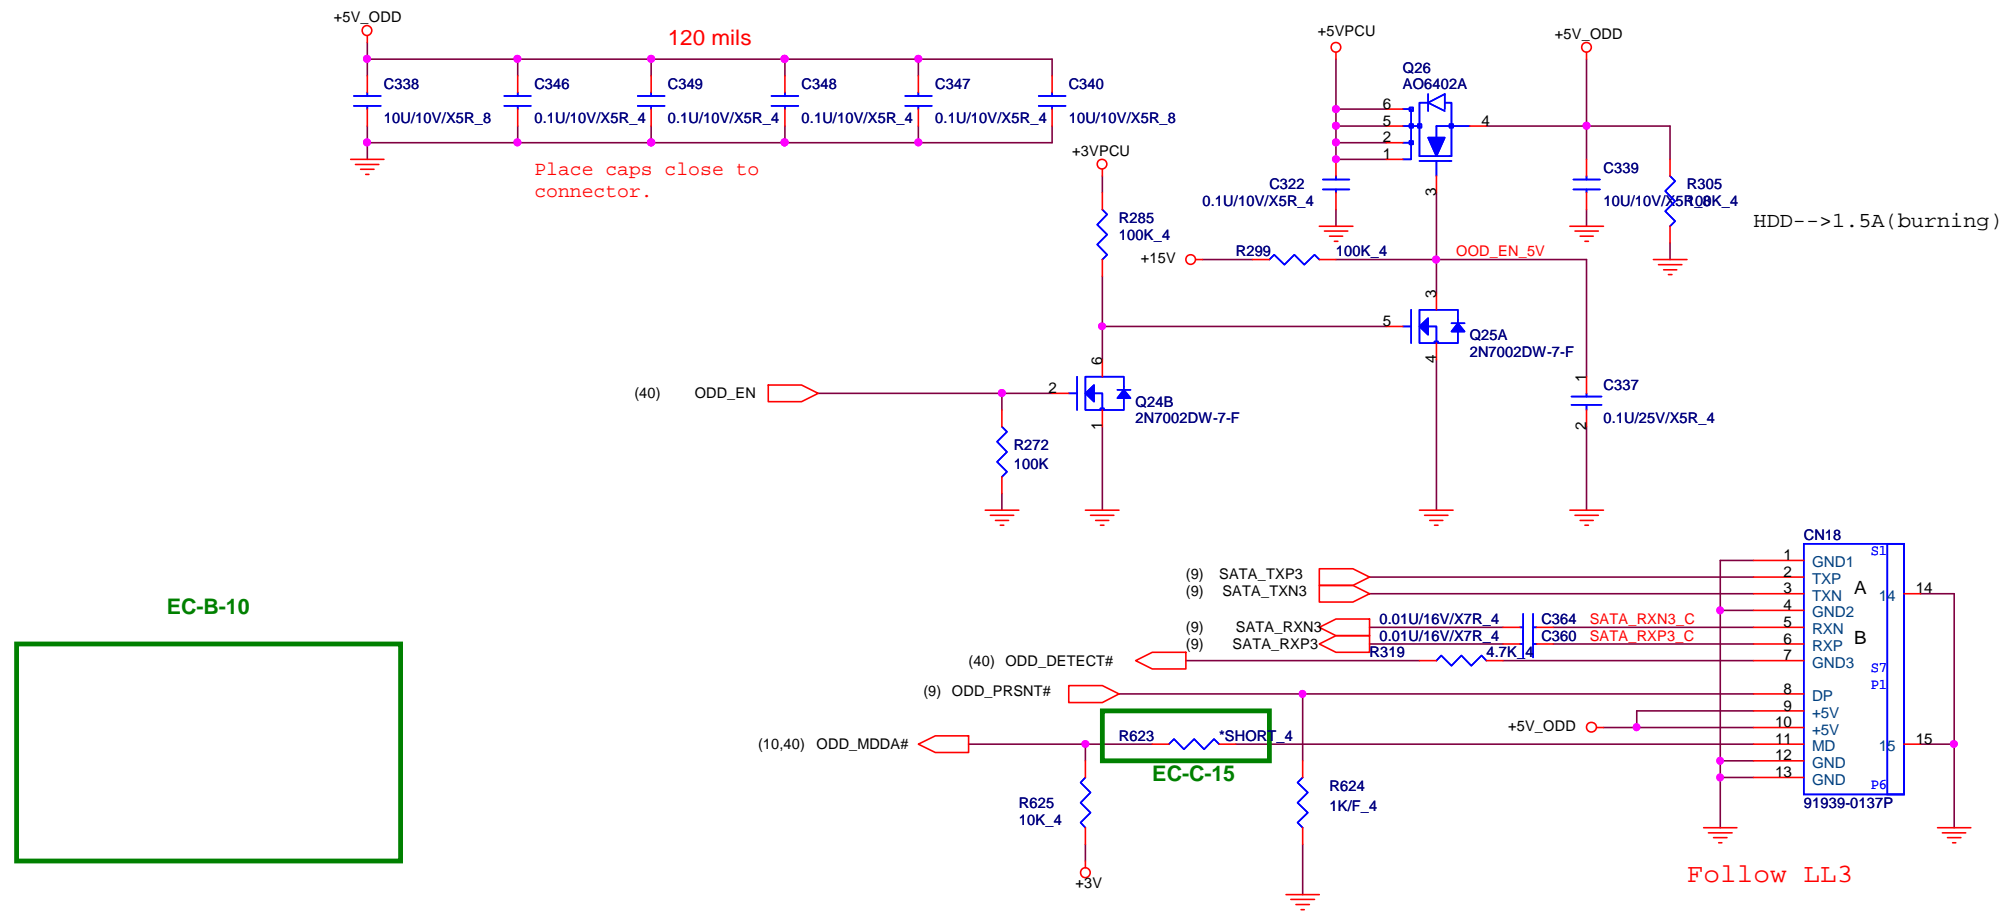 +5V_ODD
120 mils
C338
10U/10V/X5R_8
C346
0.1U/10V/X5R_4
C349
0.1U/10V/X5R_4
C348
0.1U/10V/X5R_4
C347
0.1U/10V/X5R_4
C340
10U/10V/X5R_8
Place caps close to
connector.
+5VPCU
+5V_ODD
Q26
AO6402A
6
5
2
1
4
3
C322
0.1U/10V/X5R_4
C339
10U/10V/X5R_8
R305
100K_4
HDD-->1.5A(burning)
+3VPCU
R285
100K_4
+15V
R299
100K_4
OOD_EN_5V
3
5
4
Q25A
2N7002DW-7-F
(40)
ODD_EN
2
6
1
Q24B
2N7002DW-7-F
R272
100K
1
C337
0.1U/25V/X5R_4
2
EC-B-10
CN18
(9) SATA_TXP3
(9) SATA_TXN3
(9) SATA_RXN3
0.01U/16V/X7R_4
C364
SATA_RXN3_C
(9) SATA_RXP3
0.01U/16V/X7R_4
C360
SATA_RXP3_C
(40) ODD_DETECT#
R319
4.7K_4
(9) ODD_PRSNT#
+5V_ODD
(10,40) ODD_MDDA#
R623
*SHORT_4
EC-C-15
R625
10K_4
+3V
R624
1K/F_4
1 GND1 S1
2 TXP
3 TXN A 14 14
4 GND2
5 RXN
6 RXP B
7 GND3 S7
P1
8 DP
9 +5V
10 +5V
11 MD 15 15
12 GND
13 GND P6
91939-0137P
Follow LL3